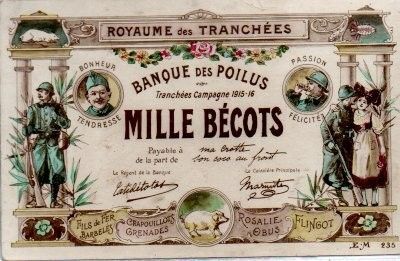 ROYAUME des TRANCHÉES
BONHEUR
TENDRESSE
BANQUE DES POILUS
Tranchées Campagne 1915-16
PASSION
FÉLICITÉ
MILLE BÉCOTS
Payable à ma crotte
de la part de son coco au front
Le Régent de la Banque
Le Caissière Principale
FILS de FER
BARBELÉS
CRAPOUILLOTS
GRENADES
ROSALIE
OBUS
FLINGOT
E.M 235